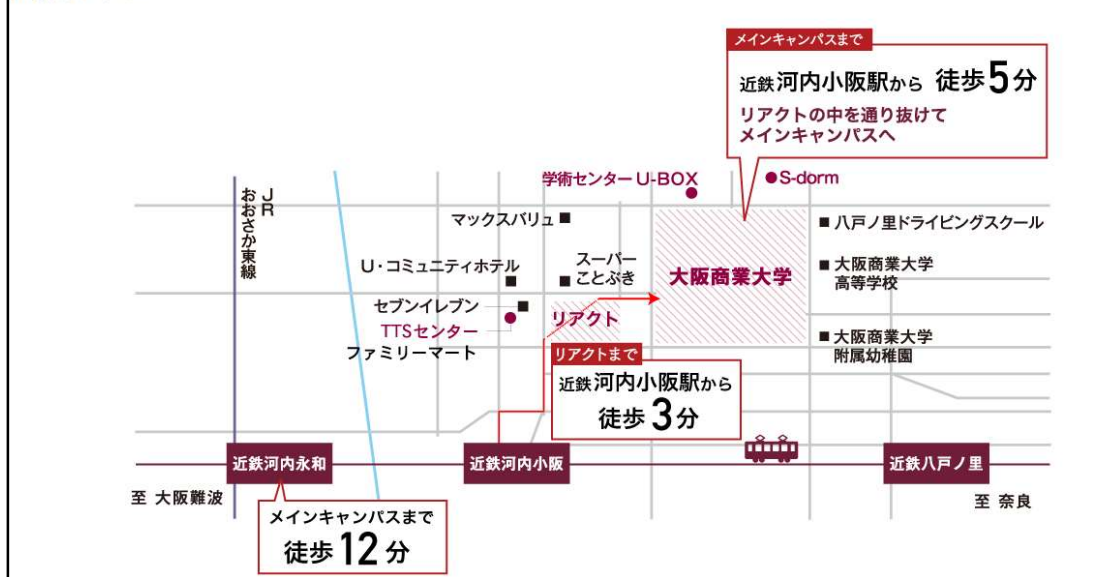 メインキャンパスまで
近鉄河内小阪駅から 徒歩5分
リアクトの中を通り抜けて
メインキャンパスへ
学術センター U-BOX
S-dorm
JR
おおさか東線
マックスバリュ
八戸ノ里ドライビングスクール
U・コミュニティホテル
スーパー
ことぶき
大阪商業大学
大阪商業大学
高等学校
セブンイレブン
リアクト
TTSセンター
ファミリーマート
大阪商業大学
附属幼稚園
リアクトまで
近鉄河内小阪駅から
徒歩3分
近鉄河内永和
近鉄河内小阪
近鉄八戸ノ里
至 大阪難波
至 奈良
メインキャンパスまで
徒歩12分